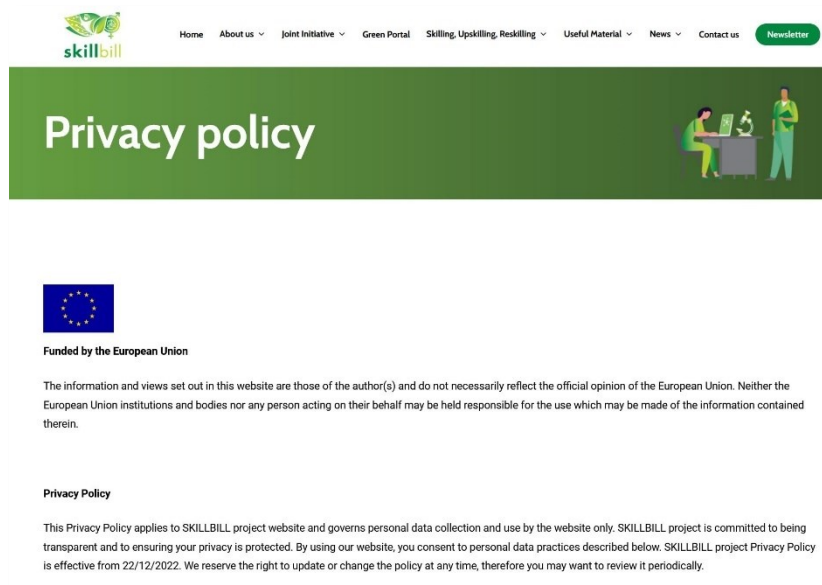 skillbill
Home About us Joint Initiative Green Portal Skilling, Upskilling, Reskilling Useful Material News Contact us Newsletter
Privacy policy
Funded by the European Union
The information and views set out in this website are those of the author(s) and do not necessarily reflect the official opinion of the European Union. Neither the
European Union institutions and bodies nor any person acting on their behalf may be held responsible for the use which may be made of the information contained
therein.
Privacy Policy
This Privacy Policy applies to SKILLBILL project website and governs personal data collection and use by the website only. SKILLBILL project is committed to being
transparent and to ensuring your privacy is protected. By using our website, you consent to personal data practices described below. SKILLBILL project Privacy Policy
is effective from 22/12/2022. We reserve the right to update or change the policy at any time, therefore you may want to review it periodically.